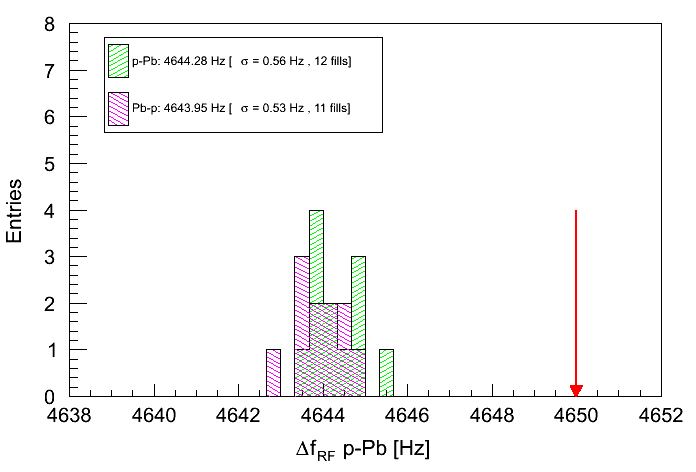 8
7
6
5
4
3
2
1
0
Entries
p-Pb: 4644.28 Hz [ σ = 0.56 Hz , 12 fills]
Pb-p: 4643.95 Hz [ σ = 0.53 Hz , 11 fills]
4638 4640 4642 4644 4646 4648 4650 4652
Δf_RF p-Pb [Hz]